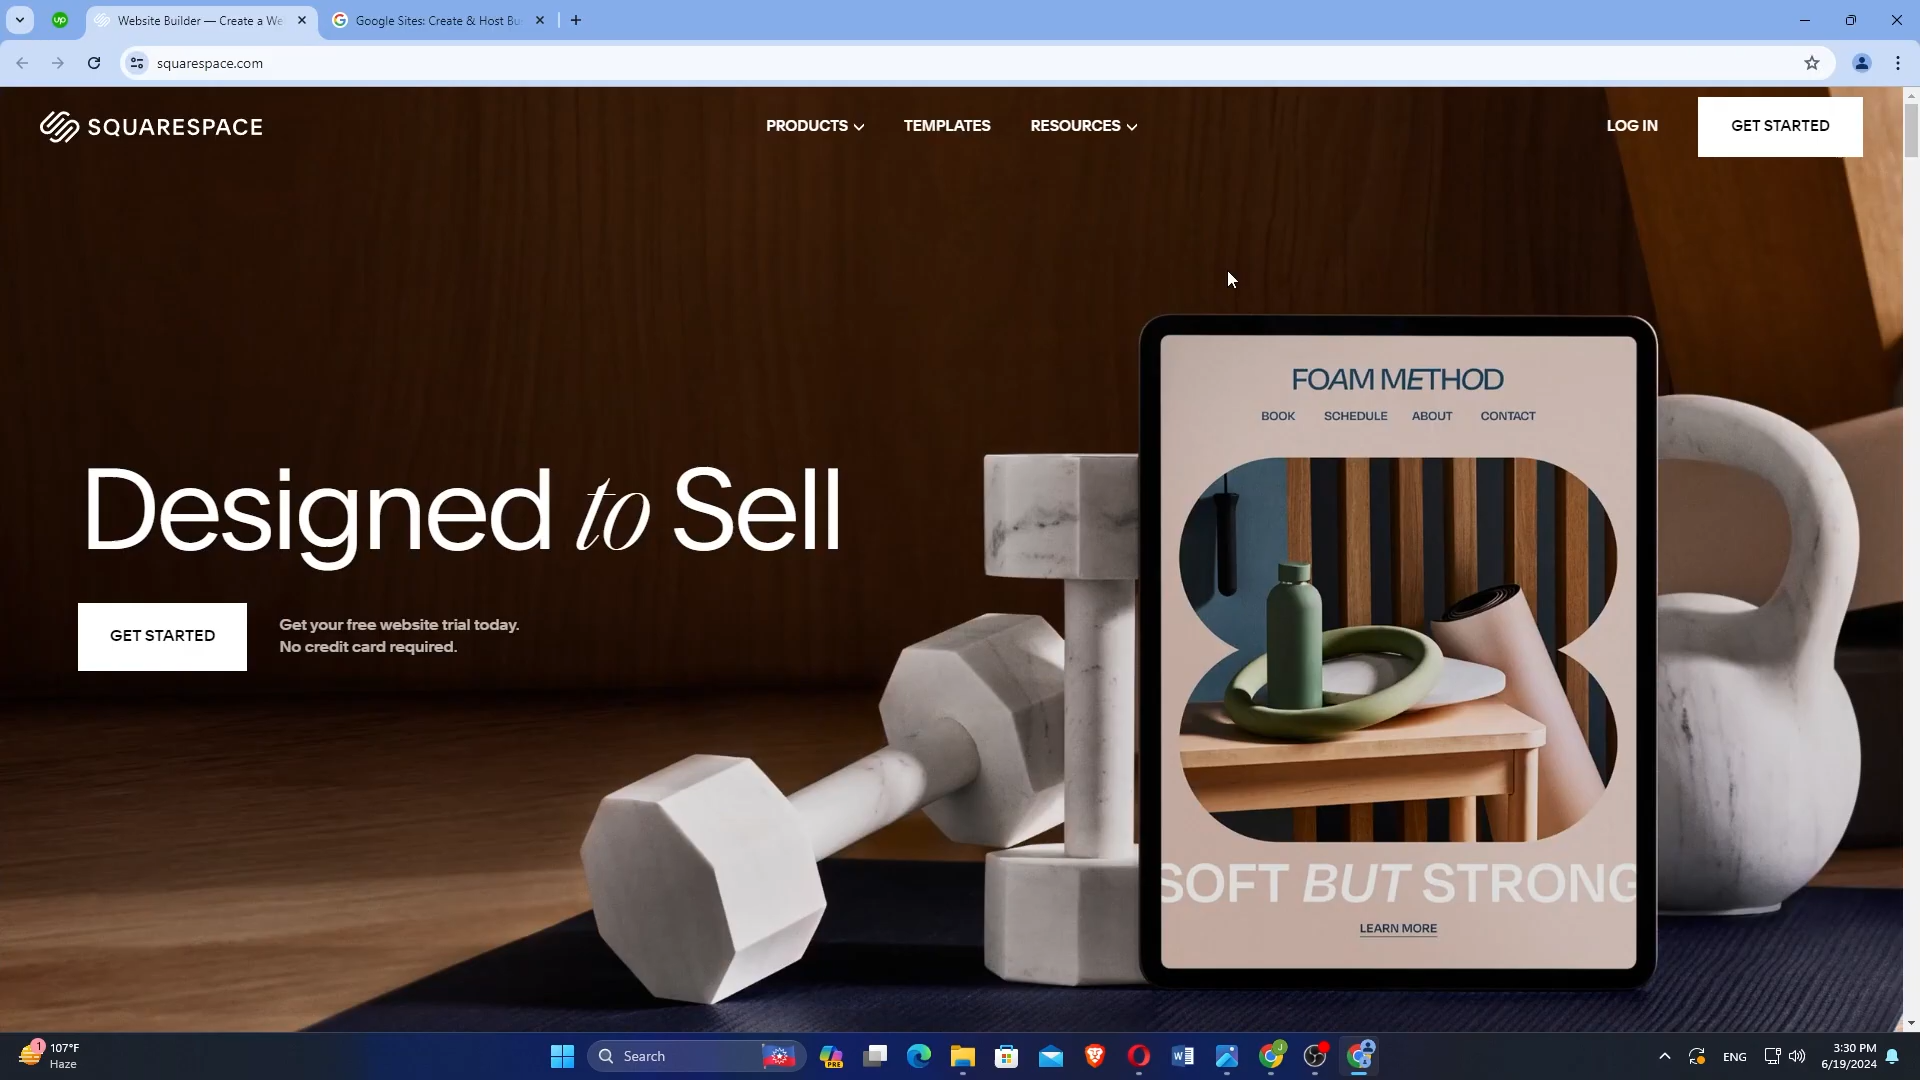 Website Builder — Create a We
Google Sites: Create & Host Bu
squarespace.com
SQUARESPACE
PRODUCTS
TEMPLATES
RESOURCES
LOG IN
GET STARTED
FOAM METHOD
BOOK SCHEDULE ABOUT CONTACT
Designed to Sell
GET STARTED
Get your free website trial today.
No credit card required.
SOFT BUT STRONG
LEARN MORE
1
107°F
Haze
Search
PRE
J
ENG
3:30 PM
6/19/2024